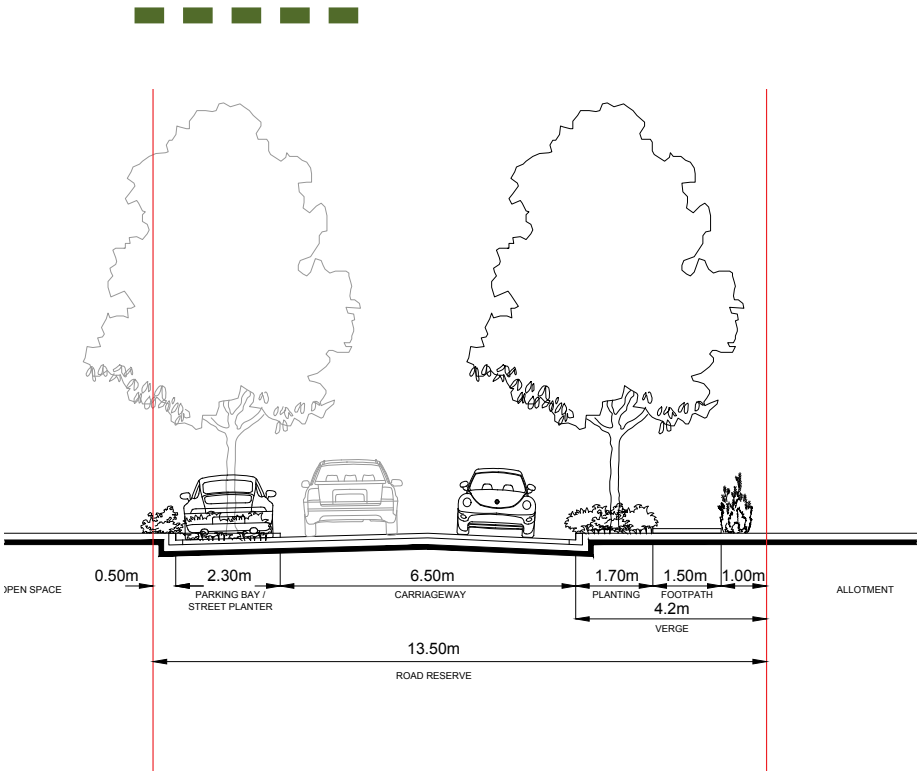 0.50m 2.30m 6.50m 1.70m 1.50m 1.00m
OPEN SPACE PARKING BAY / CARRIAGEWAY PLANTING FOOTPATH ALLOTMENT
STREET PLANTER
4.2m
VERGE
13.50m
ROAD RESERVE